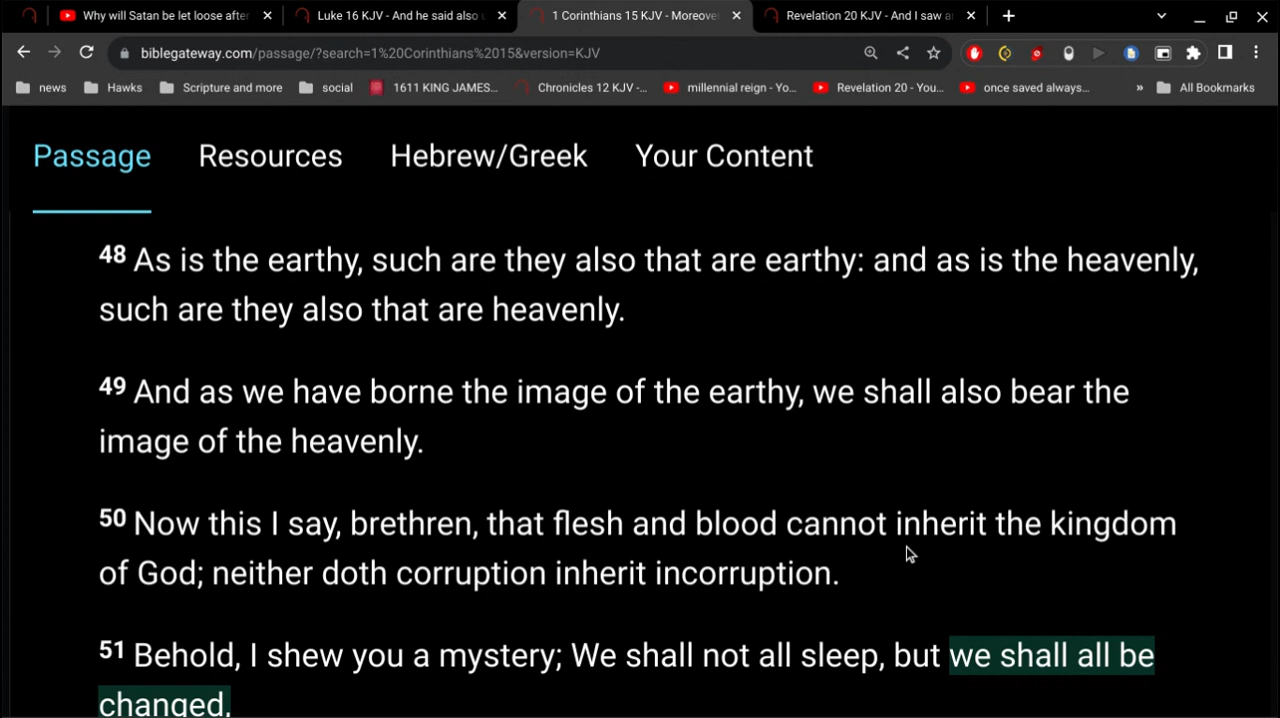 Why will Satan be let loose after
Luke 16 KJV - And he said also u
1 Corinthians 15 KJV - Moreover
Revelation 20 KJV - And I saw a
biblegateway.com/passage/?search=1%20Corinthians%2015&version=KJV
news Hawks Scripture and more social 1611 KING JAMES... Chronicles 12 KJV -... millennial reign - Yo... Revelation 20 - You... once saved always... » All Bookmarks
Passage Resources Hebrew/Greek Your Content
48 As is the earthy, such are they also that are earthy: and as is the heavenly,
such are they also that are heavenly.
49 And as we have borne the image of the earthy, we shall also bear the
image of the heavenly.
50 Now this I say, brethren, that flesh and blood cannot inherit the kingdom
of God; neither doth corruption inherit incorruption.
51 Behold, I shew you a mystery; We shall not all sleep, but we shall all be
changed,